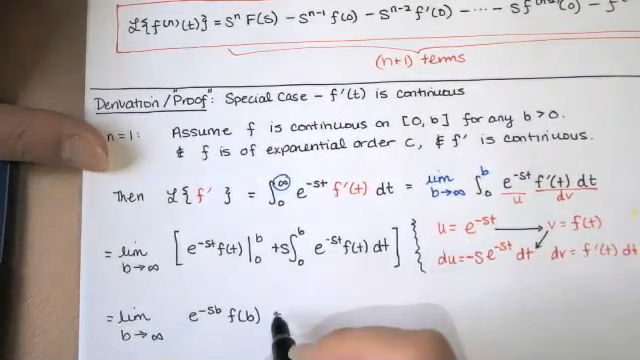 ℒ{f⁽ⁿ⁾(t)} = sⁿ F(s) − sⁿ⁻¹ f(0) − sⁿ⁻² f'(0) − ⋯ − s
(n+1) terms
Derivation/"Proof": Special Case – f'(t) is continuous
n=1: Assume f is continuous on [0, b] for any b>0.
& f is of exponential order c, & f' is continuous.
Then ℒ{f'} = ∫₀^∞ e^(-st) f'(t) dt = lim b→∞ ∫₀^b e^(-st) f'(t) dt
u dv
= lim b→∞ [e^(-st) f(t)|₀^b + s∫₀^b e^(-st) f(t) dt] { u = e^(-st) v = f(t)
du = -se^(-st) dt dv = f'(t) dt
= lim b→∞ e^(-sb) f(b)